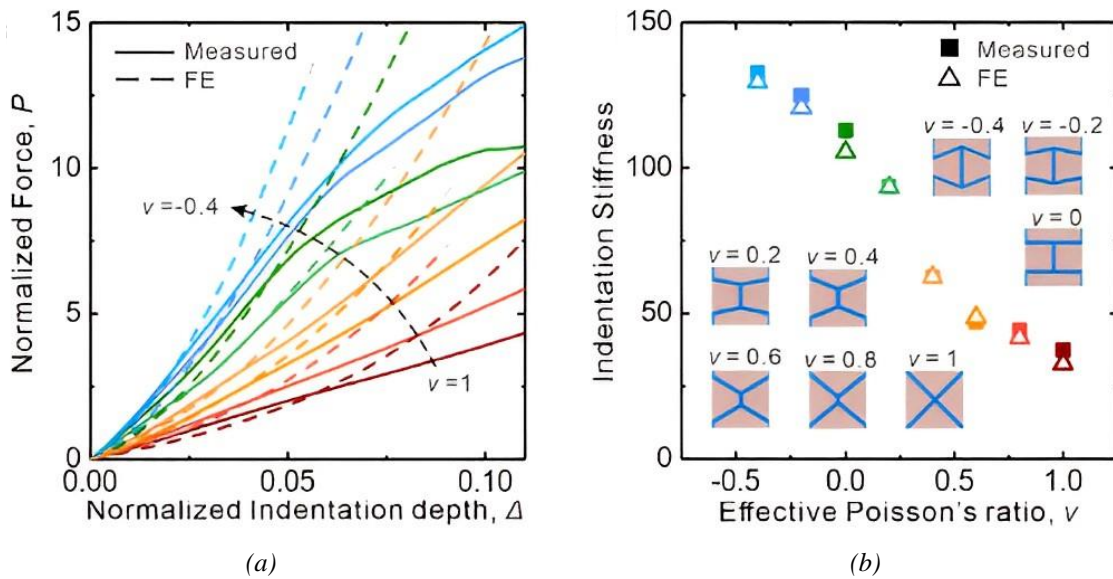 15
10
5
0
Normalized Force, P
Measured
FE
ν =-0.4
ν =1
0.00
0.05
0.10
Normalized Indentation depth, Δ
(a)
150
100
50
0
Indentation Stiffness
Measured
FE
ν = -0.4
ν = -0.2
ν = 0
ν = 0.2
ν = 0.4
ν = 0.6
ν = 0.8
ν = 1
-0.5
0.0
0.5
1.0
Effective Poisson's ratio, ν
(b)